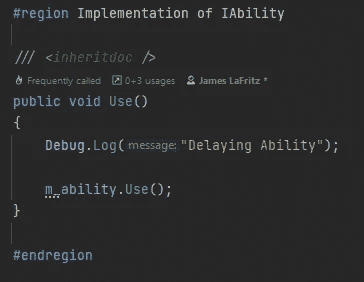 #region Implementation of IAbility
/// <inheritdoc />
Frequently called 0+3 usages James LaFritz *
public void Use()
{
Debug.Log( message: "Delaying Ability");
m_ability.Use();
}
#endregion